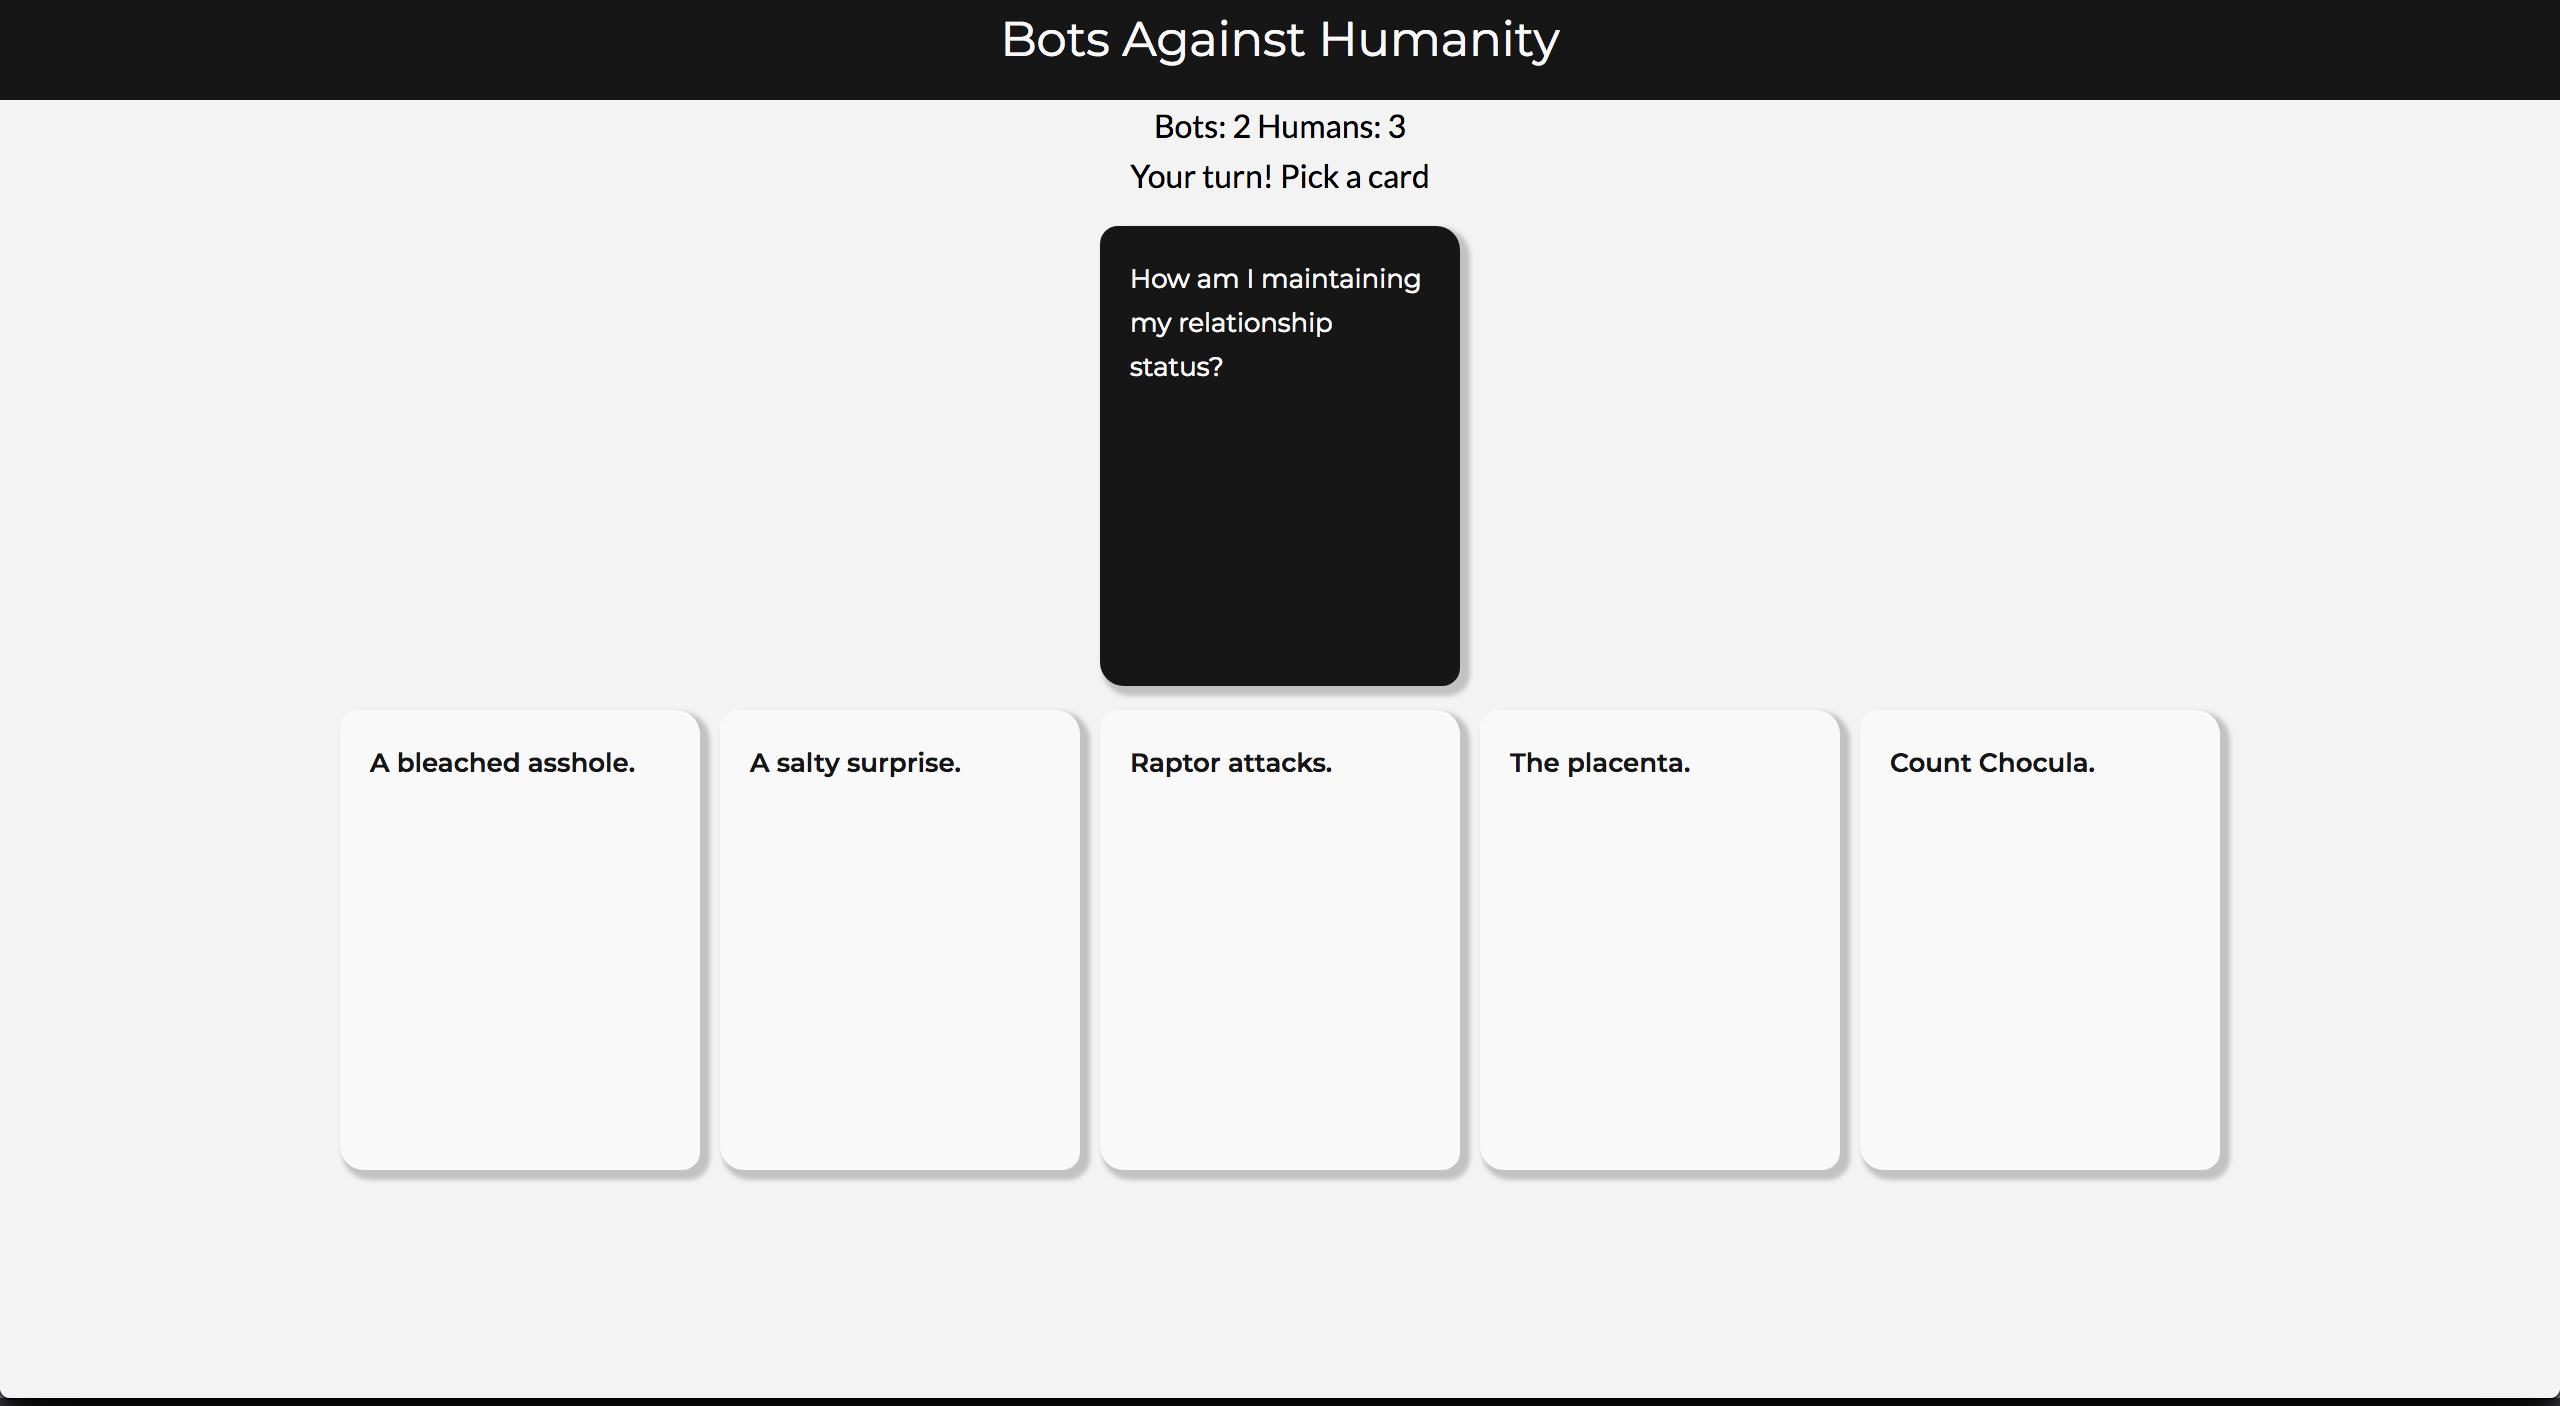 Bots Against Humanity
Bots: 2 Humans: 3
Your turn! Pick a card
How am I maintaining
my relationship
status?
A bleached asshole.
A salty surprise.
Raptor attacks.
The placenta.
Count Chocula.